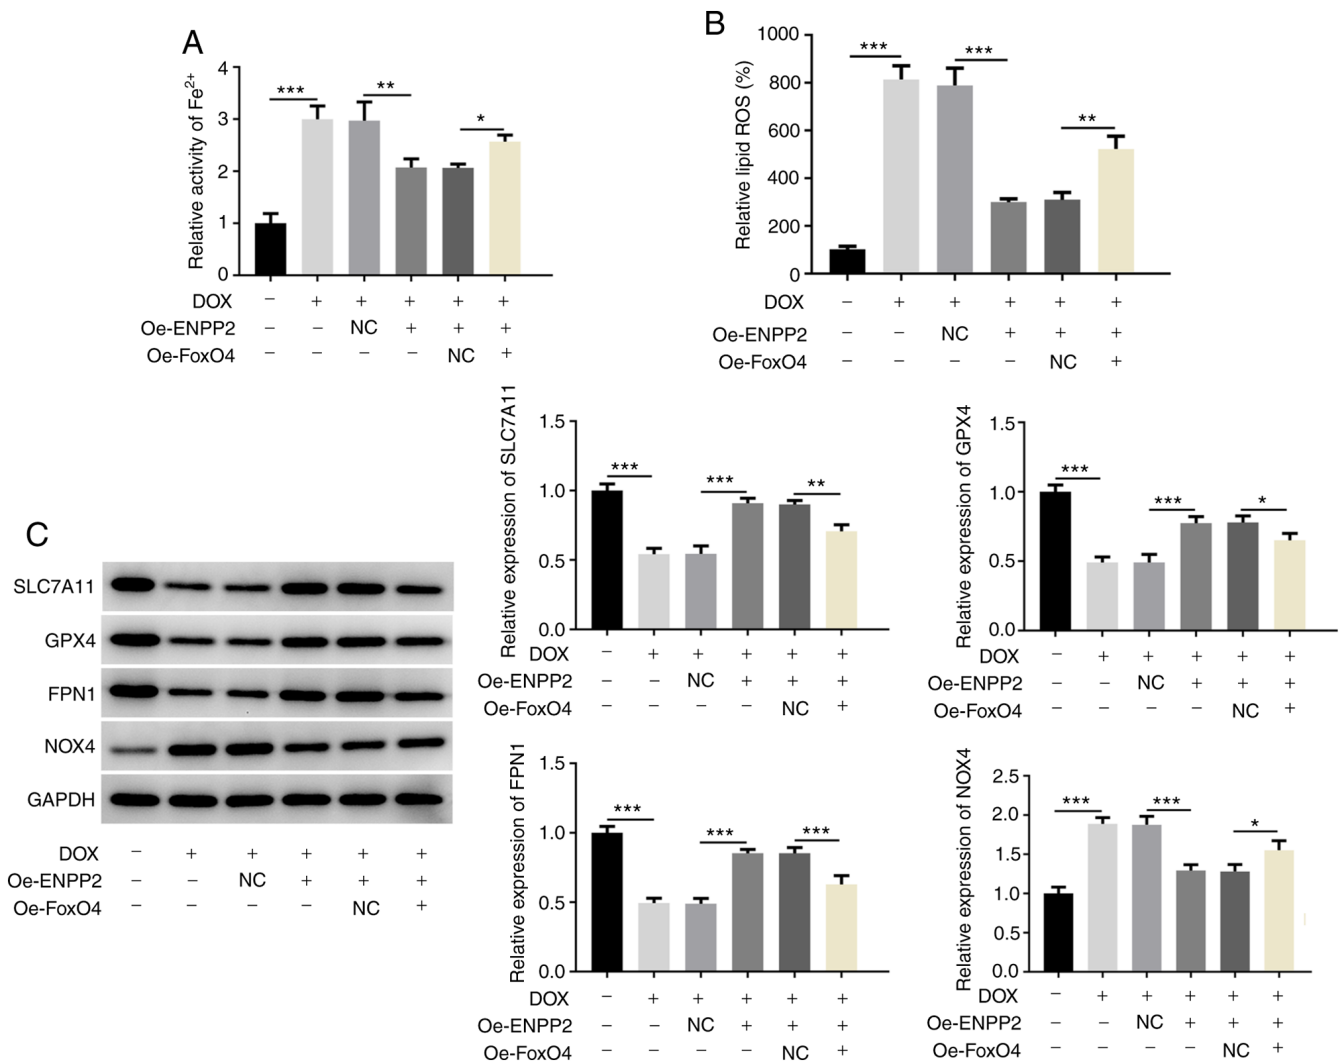 A
Relative activity of Fe2+
4
3
2
1
0
***
**
*
DOX − + + + + +
Oe-ENPP2 − − NC + + +
Oe-FoxO4 − − − − NC +
B
Relative lipid ROS (%)
1000
800
600
400
200
0
***
***
**
DOX − + + + + +
Oe-ENPP2 − − NC + + +
Oe-FoxO4 − − − − NC +
C
SLC7A11
GPX4
FPN1
NOX4
GAPDH
DOX − + + + + +
Oe-ENPP2 − − NC + + +
Oe-FoxO4 − − − − NC +
Relative expression of SLC7A11
1.5
1.0
0.5
0.0
***
***
**
DOX − + + + + +
Oe-ENPP2 − − NC + + +
Oe-FoxO4 − − − − NC +
Relative expression of GPX4
1.5
1.0
0.5
0.0
***
***
*
DOX − + + + + +
Oe-ENPP2 − − NC + + +
Oe-FoxO4 − − − − NC +
Relative expression of FPN1
1.5
1.0
0.5
0.0
***
***
***
DOX − + + + + +
Oe-ENPP2 − − NC + + +
Oe-FoxO4 − − − − NC +
Relative expression of NOX4
2.5
2.0
1.5
1.0
0.5
0.0
***
***
*
DOX − + + + + +
Oe-ENPP2 − − NC + + +
Oe-FoxO4 − − − − NC +